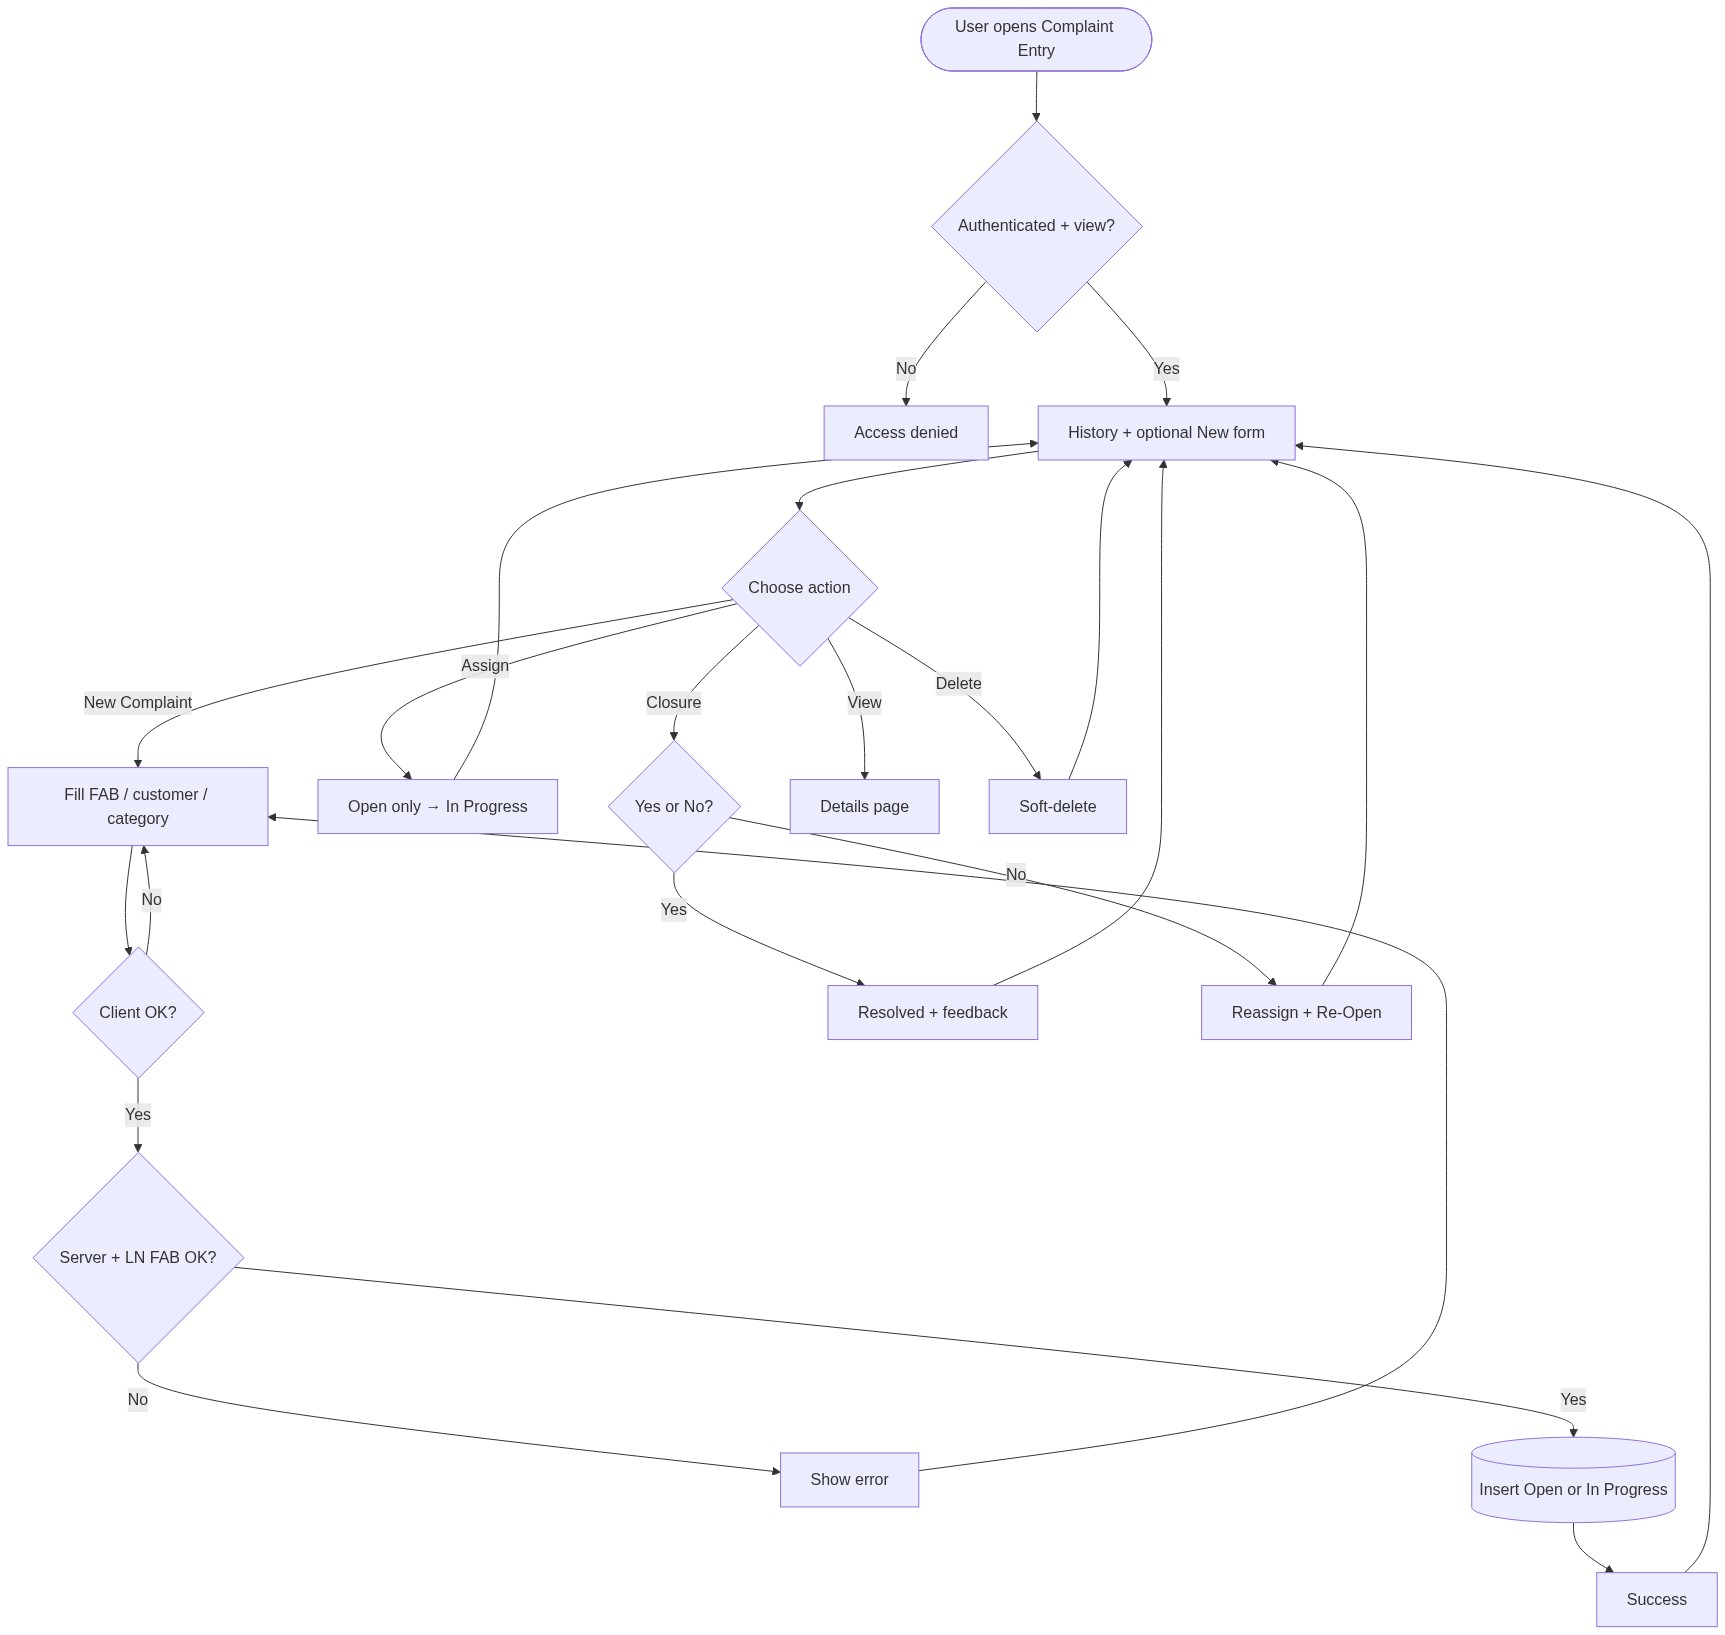 User opens Complaint
Entry
Authenticated + view?
No
Yes
Access denied
History + optional New form
Choose action
Assign
New Complaint
Closure
View
Delete
Fill FAB / customer /
category
Open only → In Progress
Yes or No?
Details page
Soft-delete
No
No
Yes
Client OK?
Resolved + feedback
Reassign + Re-Open
Yes
Server + LN FAB OK?
No
Yes
Show error
Insert Open or In Progress
Success